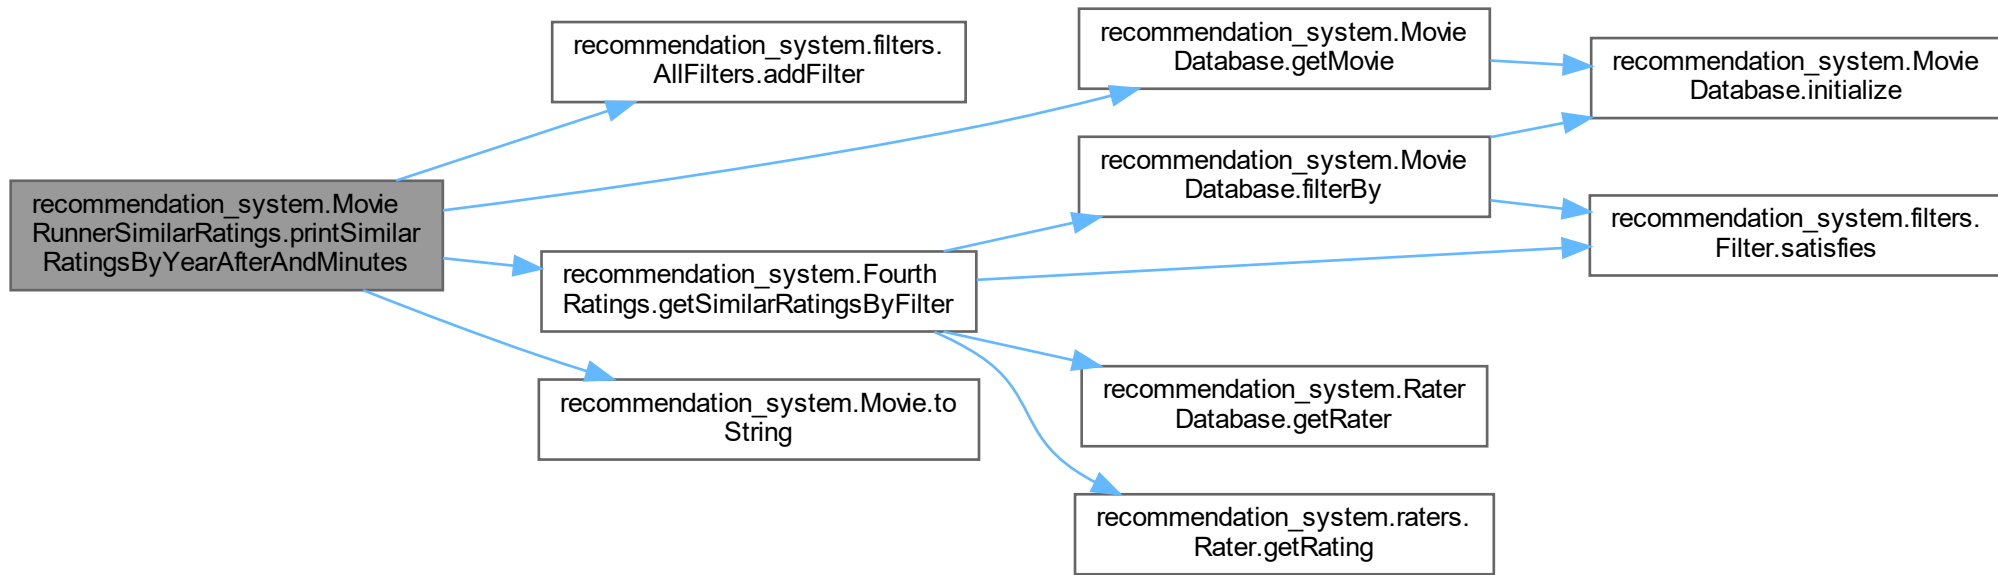 recommendation_system.Movie
RunnerSimilarRatings.printSimilar
RatingsByYearAfterAndMinutes
recommendation_system.filters.
AllFilters.addFilter
recommendation_system.Movie
Database.getMovie
recommendation_system.Movie
Database.initialize
recommendation_system.Fourth
Ratings.getSimilarRatingsByFilter
recommendation_system.Movie
Database.filterBy
recommendation_system.filters.
Filter.satisfies
recommendation_system.Rater
Database.getRater
recommendation_system.raters.
Rater.getRating
recommendation_system.Movie.to
String